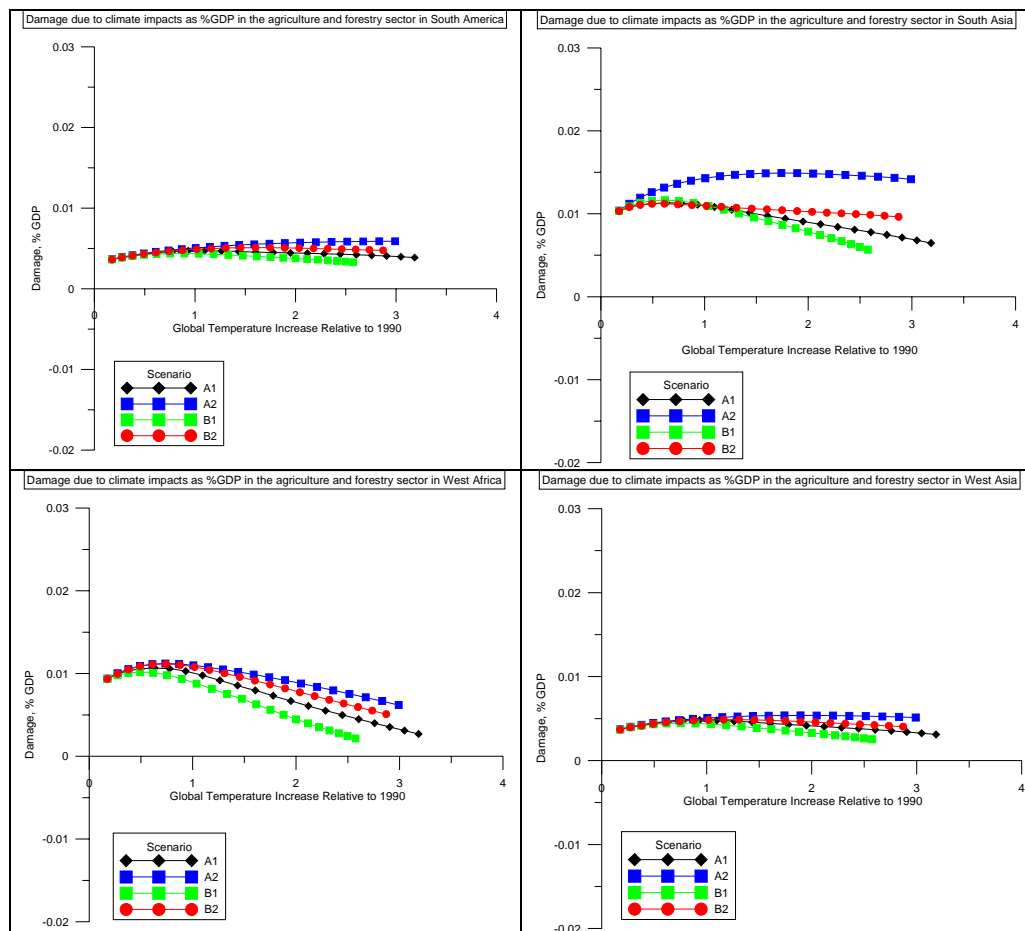 Damage due to climate impacts as %GDP in the agriculture and forestry sector in South America
0.03
0.02
0.01
0
-0.01
-0.02
Damage, % GDP
0 1 2 3 4
Global Temperature Increase Relative to 1990
Scenario
A1
A2
B1
B2
Damage due to climate impacts as %GDP in the agriculture and forestry sector in South Asia
0.03
0.02
0.01
0
-0.01
-0.02
Damage, % GDP
0 1 2 3 4
Global Temperature Increase Relative to 1990
Scenario
A1
A2
B1
B2
Damage due to climate impacts as %GDP in the agriculture and forestry sector in West Africa
0.03
0.02
0.01
0
-0.01
-0.02
Damage, % GDP
0 1 2 3 4
Global Temperature Increase Relative to 1990
Scenario
A1
A2
B1
B2
Damage due to climate impacts as %GDP in the agriculture and forestry sector in West Asia
0.03
0.02
0.01
0
-0.01
-0.02
Damage, % GDP
0 1 2 3 4
Global Temperature Increase Relative to 1990
Scenario
A1
A2
B1
B2